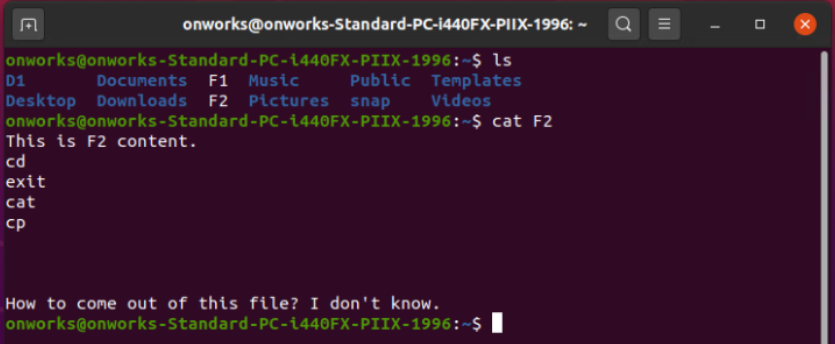 onworks@onworks-Standard-PC-i440FX-PIIX-1996: ~
onworks@onworks-Standard-PC-i440FX-PIIX-1996:~$ ls
D1 Documents F1 Music Public Templates
Desktop Downloads F2 Pictures snap Videos
onworks@onworks-Standard-PC-i440FX-PIIX-1996:~$ cat F2
This is F2 content.
cd
exit
cat
cp
How to come out of this file? I don't know.
onworks@onworks-Standard-PC-i440FX-PIIX-1996:~$